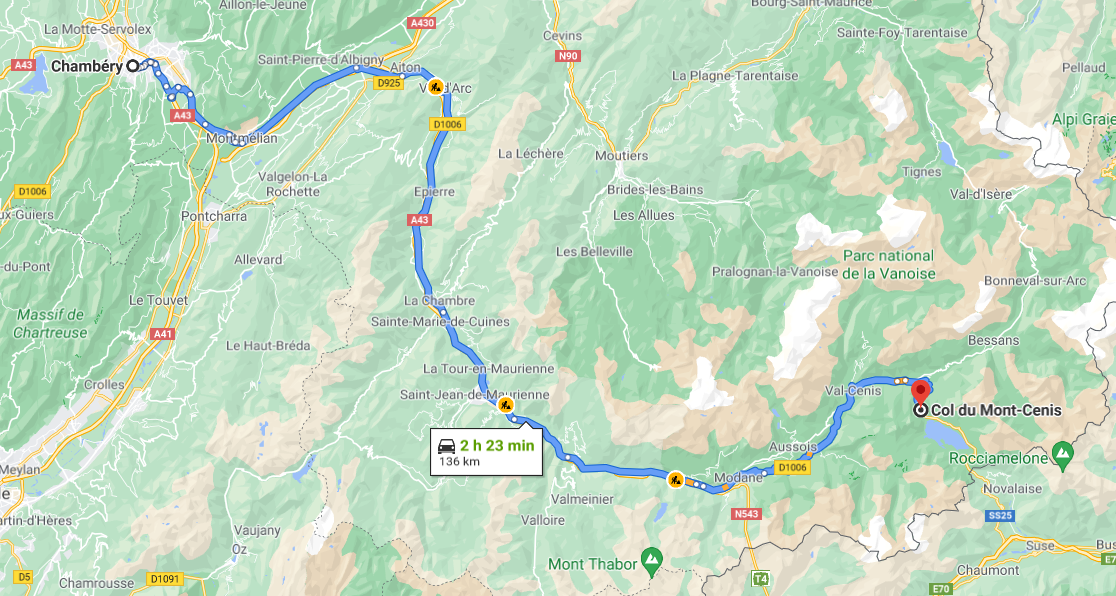 Aillon-le-Jeune
Bourg-Saint-Maurice
La Motte-Servolex
A430
Sainte-Foy-Tarentaise
Cevins
N90
A43
Chambéry
Saint-Pierre-d'Albigny
Aiton
D925
La Plagne-Tarentaise
Pellaud
A43
D1006
Alpi Graie
Montmélian
La Léchère
Moutiers
Tignes
Valgelon-La
Rochette
D1006
Epierre
Brides-les-Bains
Val-d'Isère
ux-Guiers
Pontcharra
A43
Les Allues
-du-Pont
Allevard
Les Belleville
Parc national
de la Vanoise
Pralognan-la-Vanoise
Bonneval-sur-Arc
Massif de
Chartreuse
Le Touvet
La Chambre
Sainte-Marie-de-Cuines
A41
Le Haut-Bréda
Bessans
La Tour-en-Maurienne
Crolles
Saint-Jean-de-Maurienne
Val-Cenis
Col du Mont-Cenis
2 h 23 min
136 km
Aussois
Rocciamelone
Meylan
Modane
D1006
Novalaise
Valmeinier
N543
SS25
artin-d'Hères
Vaujany
Valloire
Oz
Suse
Bus
E7
Mont Thabor
Chaumont
D5
Chamrousse
D1091
T4
E70